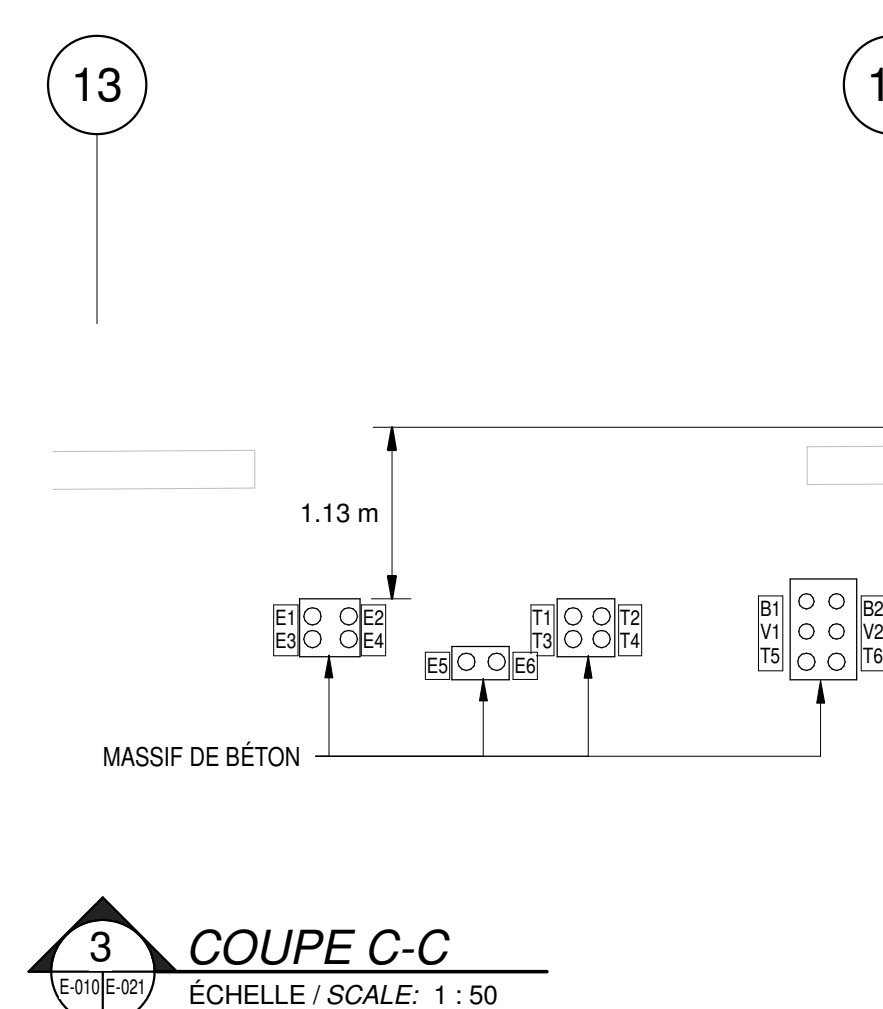 13
1.13 m
E1 E2
E3 E4
E5 E6
T1 T2
T3 T4
B1 B2
V1 V2
T5 T6
MASSIF DE BÉTON
3
E-010 E-021
COUPE C-C
ÉCHELLE / SCALE: 1 : 50